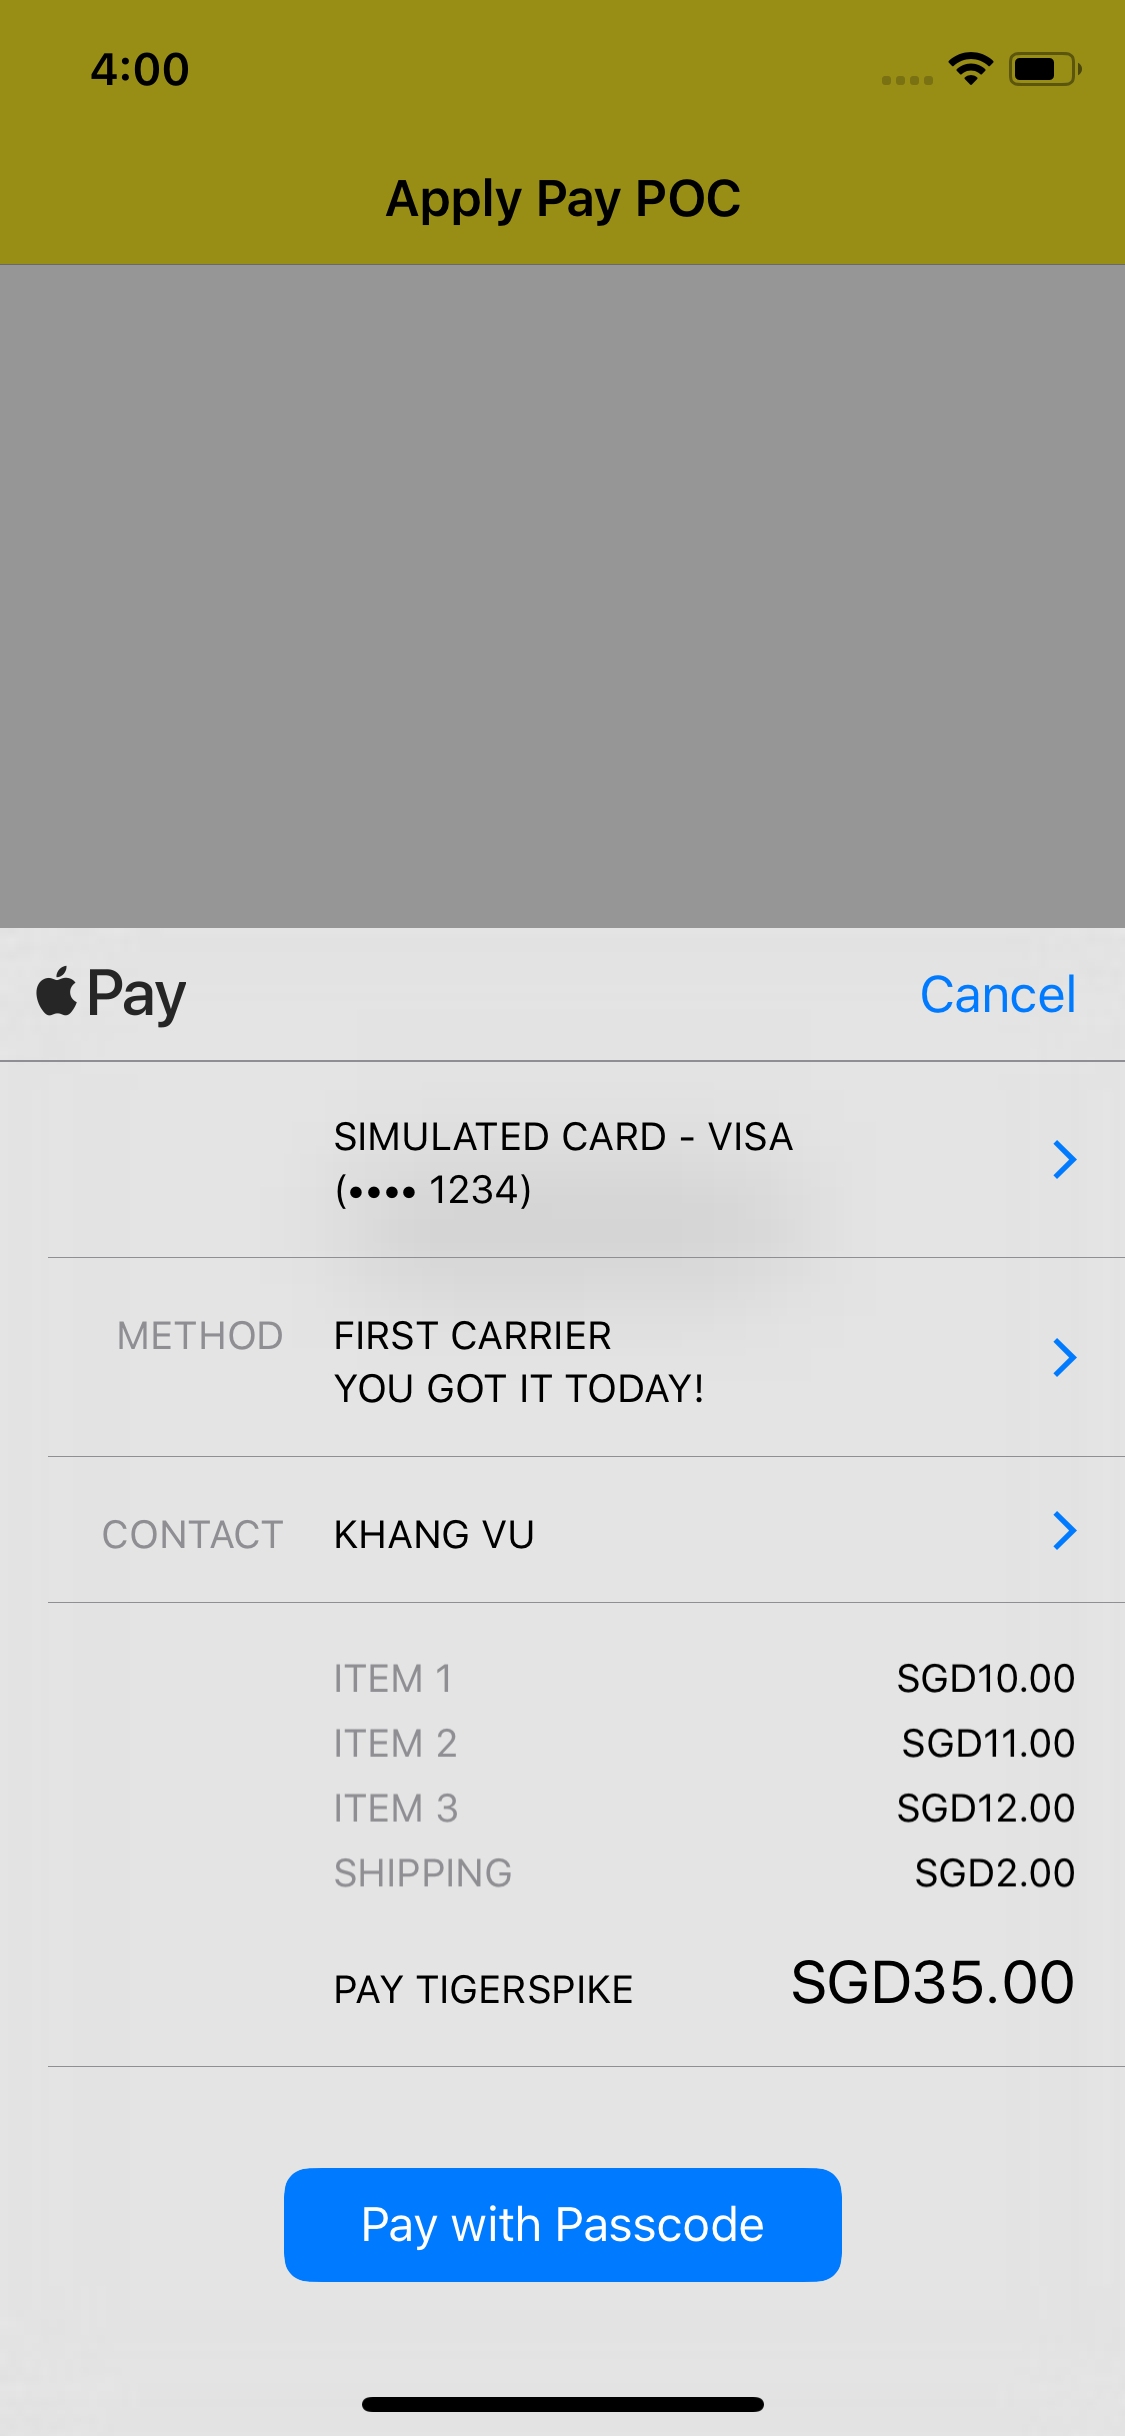 4:00
Apply Pay POC
Pay
Cancel
SIMULATED CARD - VISA
(•••• 1234)
METHOD
FIRST CARRIER
YOU GOT IT TODAY!
CONTACT
KHANG VU
ITEM 1 SGD10.00
ITEM 2 SGD11.00
ITEM 3 SGD12.00
SHIPPING SGD2.00
PAY TIGERSPIKE SGD35.00
Pay with Passcode